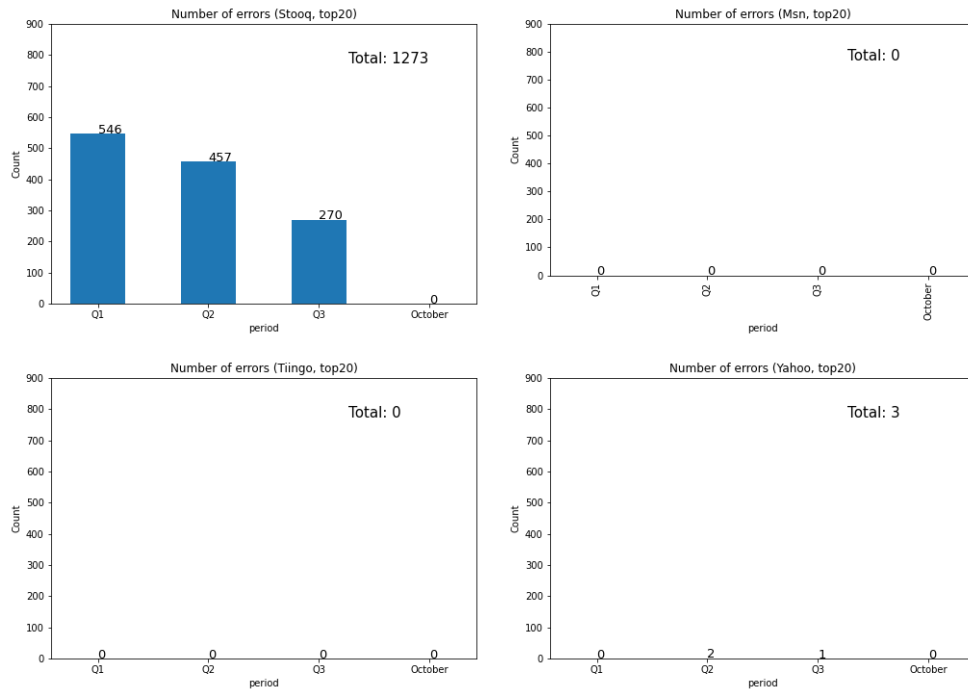 Number of errors (Stooq, top20)
900
800
700
600
500
400
300
200
100
0
Count
Total: 1273
546
457
270
0
Q1
Q2
Q3
October
period
Number of errors (Msn, top20)
900
800
700
600
500
400
300
200
100
0
Count
Total: 0
0
0
0
0
Q1
Q2
Q3
October
period
Number of errors (Tiingo, top20)
900
800
700
600
500
400
300
200
100
0
Count
Total: 0
0
0
0
0
Q1
Q2
Q3
October
period
Number of errors (Yahoo, top20)
900
800
700
600
500
400
300
200
100
0
Count
Total: 3
0
2
1
0
Q1
Q2
Q3
October
period